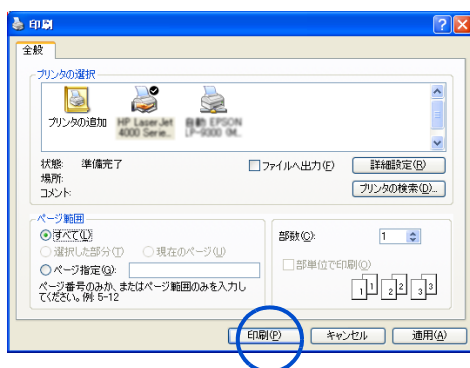 印刷
全般
プリンタの選択
プリンタの追加
HP LaserJet 4000 Serie...
自動 EPSON LP-9300 (M...
状態: 準備完了
場所:
コメント:
ファイルへ出力(F)
詳細設定(R)
プリンタの検索(D)...
ページ範囲
すべて(L)
選択した部分(T)
現在のページ(U)
ページ指定(G):
ページ番号のみか、またはページ範囲のみを入力し
てください。例: 5-12
部数(C):
1
部単位で印刷(O)
1 1 2 2 3 3
印刷(P)
キャンセル
適用(A)